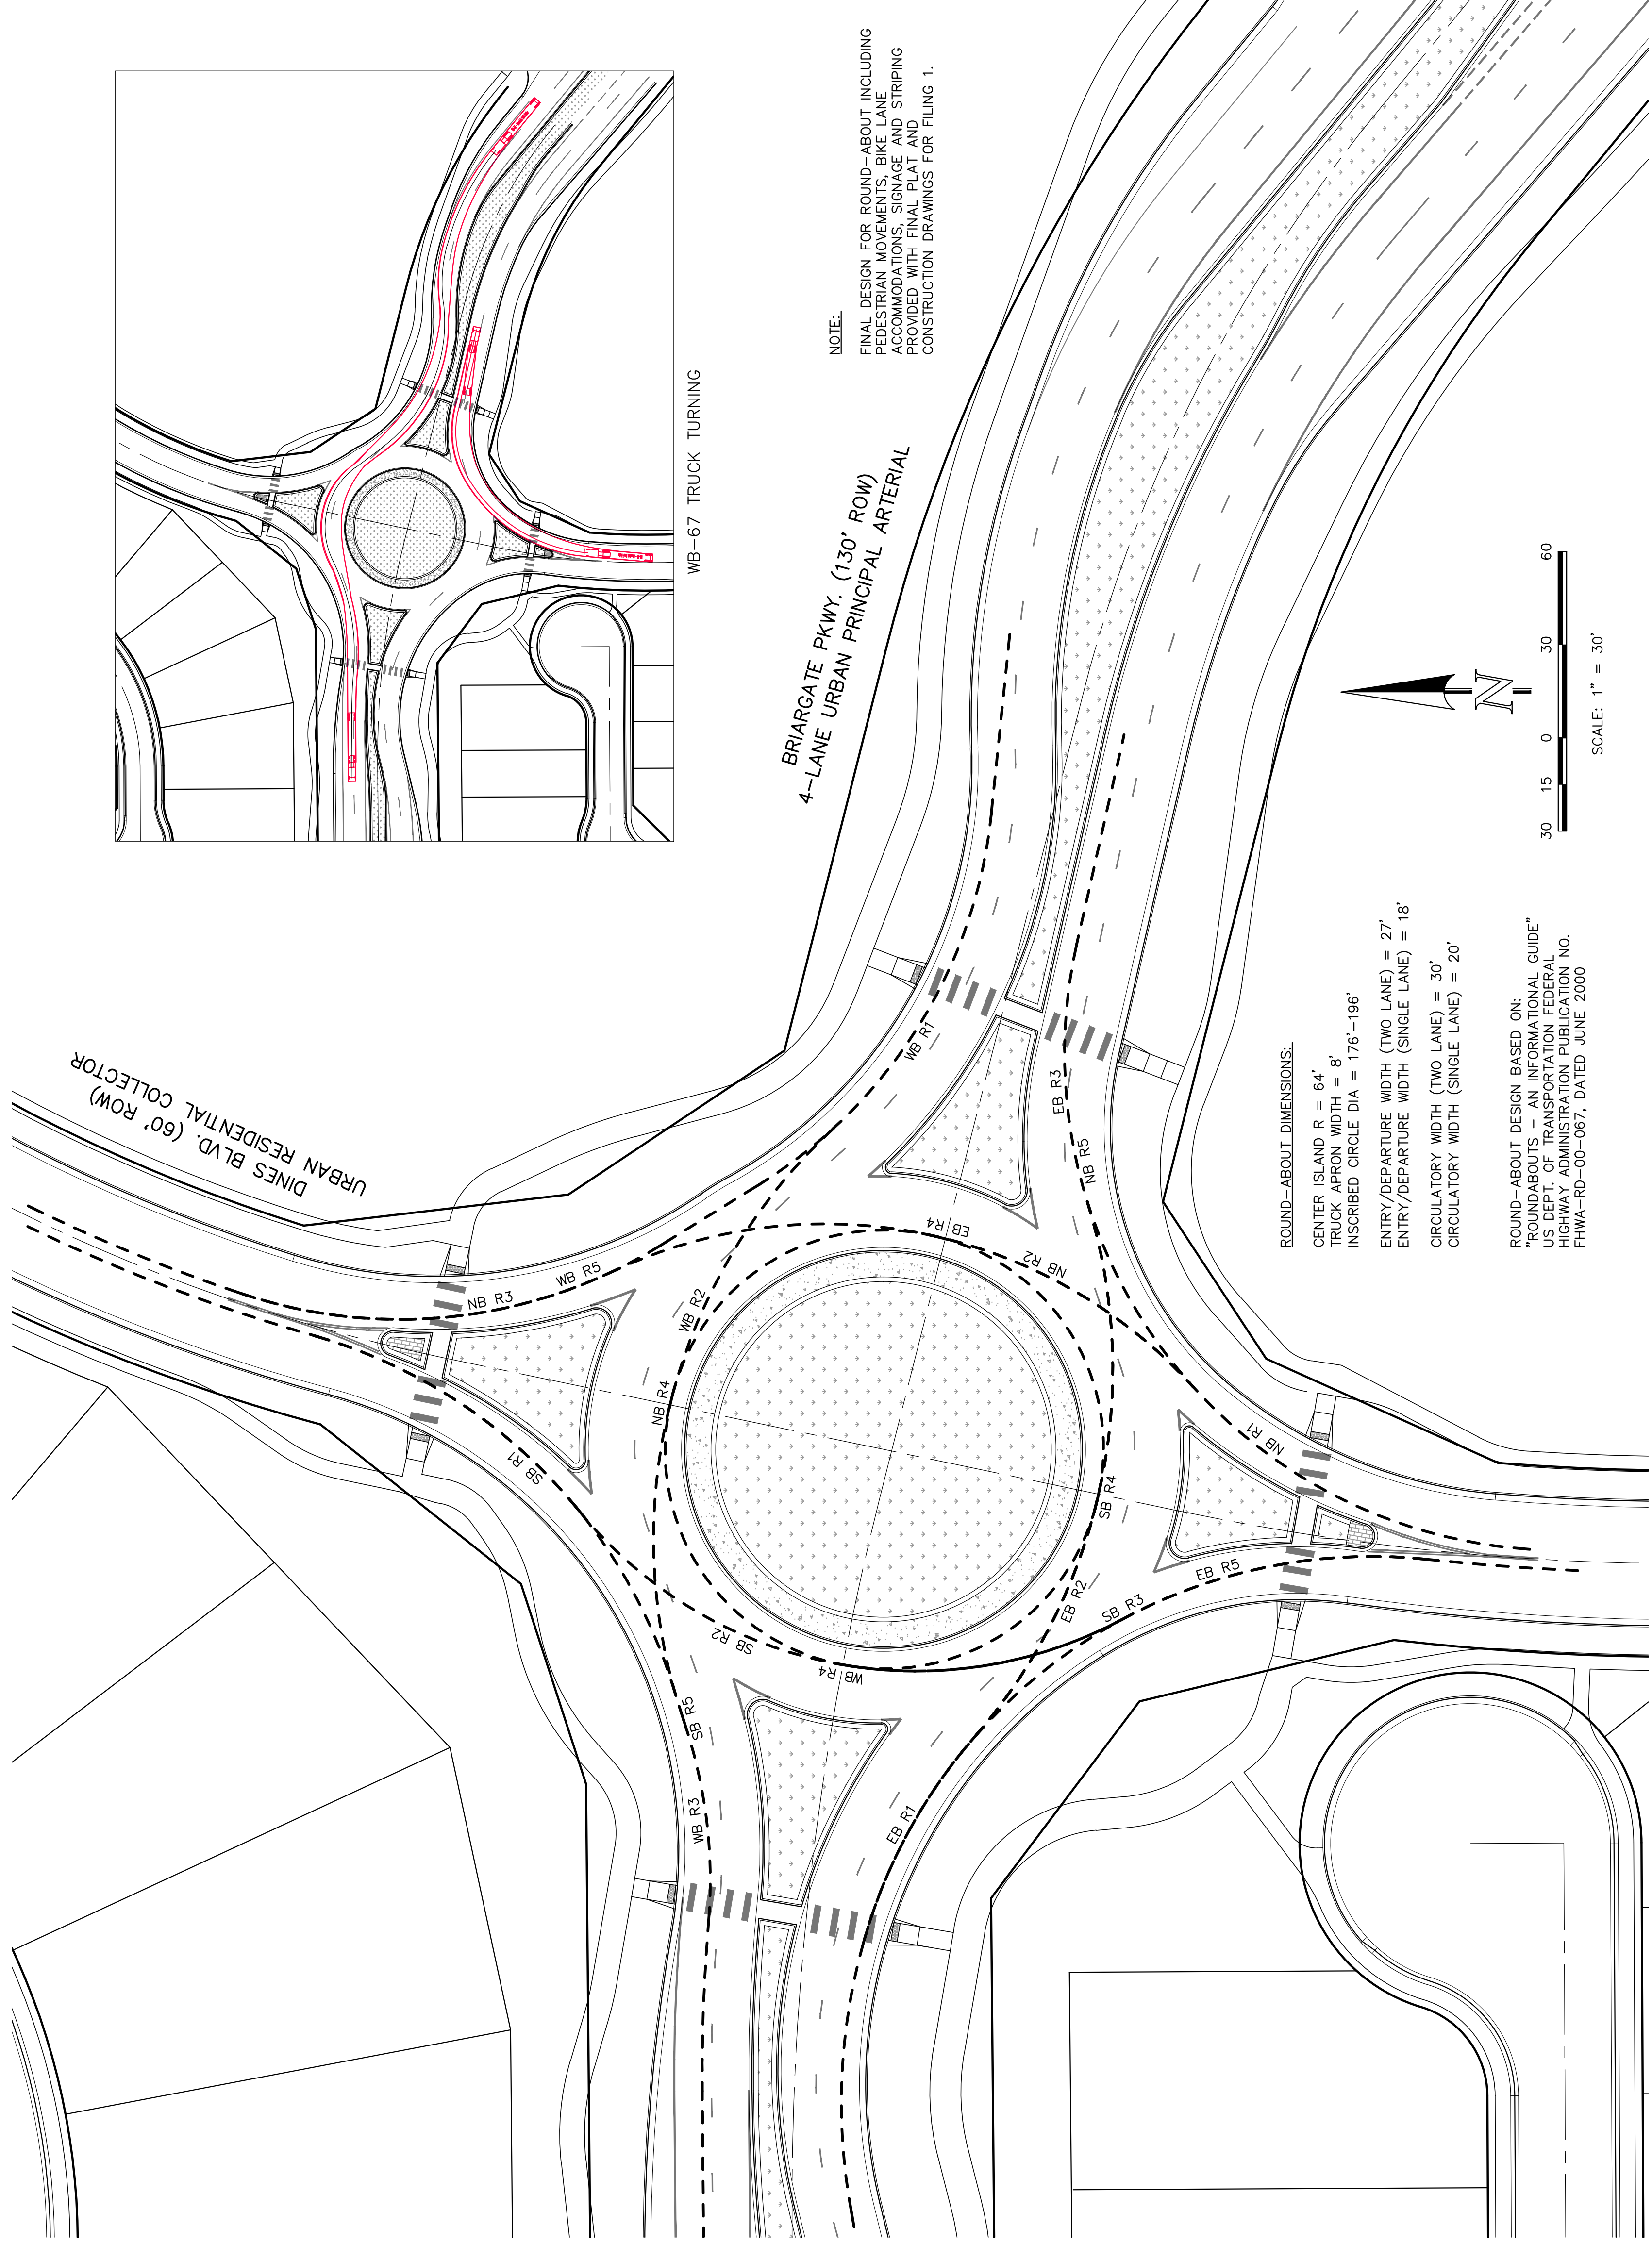 WB-67 TRUCK TURNING
NOTE:
FINAL DESIGN FOR ROUND-ABOUT INCLUDING
PEDESTRIAN MOVEMENTS, BIKE LANE
ACCOMMODATIONS, SIGNAGE AND STRIPING
PROVIDED WITH FINAL PLAT AND
CONSTRUCTION DRAWINGS FOR FILING 1.
DINES BLVD. (60' ROW)
URBAN RESIDENTIAL COLLECTOR
BRIARGATE PKWY. (130' ROW)
4-LANE URBAN PRINCIPAL ARTERIAL
WB R1
EB R3
NB R5
EB R4
NB R2
WB R5
NB R3
WB R2
NB R4
SB R1
SB R4
NB R1
EB R2
EB R5
SB R3
SB R2
WB R4
SB R5
WB R3
EB R1
ROUND-ABOUT DIMENSIONS:
CENTER ISLAND R = 64'
TRUCK APRON WIDTH = 8'
INSCRIBED CIRCLE DIA = 176'-196'
ENTRY/DEPARTURE WIDTH (TWO LANE) = 27'
ENTRY/DEPARTURE WIDTH (SINGLE LANE) = 18'
CIRCULATORY WIDTH (TWO LANE) = 30'
CIRCULATORY WIDTH (SINGLE LANE) = 20'
ROUND-ABOUT DESIGN BASED ON:
"ROUNDABOUTS - AN INFORMATIONAL GUIDE"
US DEPT. OF TRANSPORTATION FEDERAL
HIGHWAY ADMINISTRATION PUBLICATION NO.
FHWA-RD-00-067, DATED JUNE 2000
N
30 15 0 30 60
SCALE: 1" = 30'